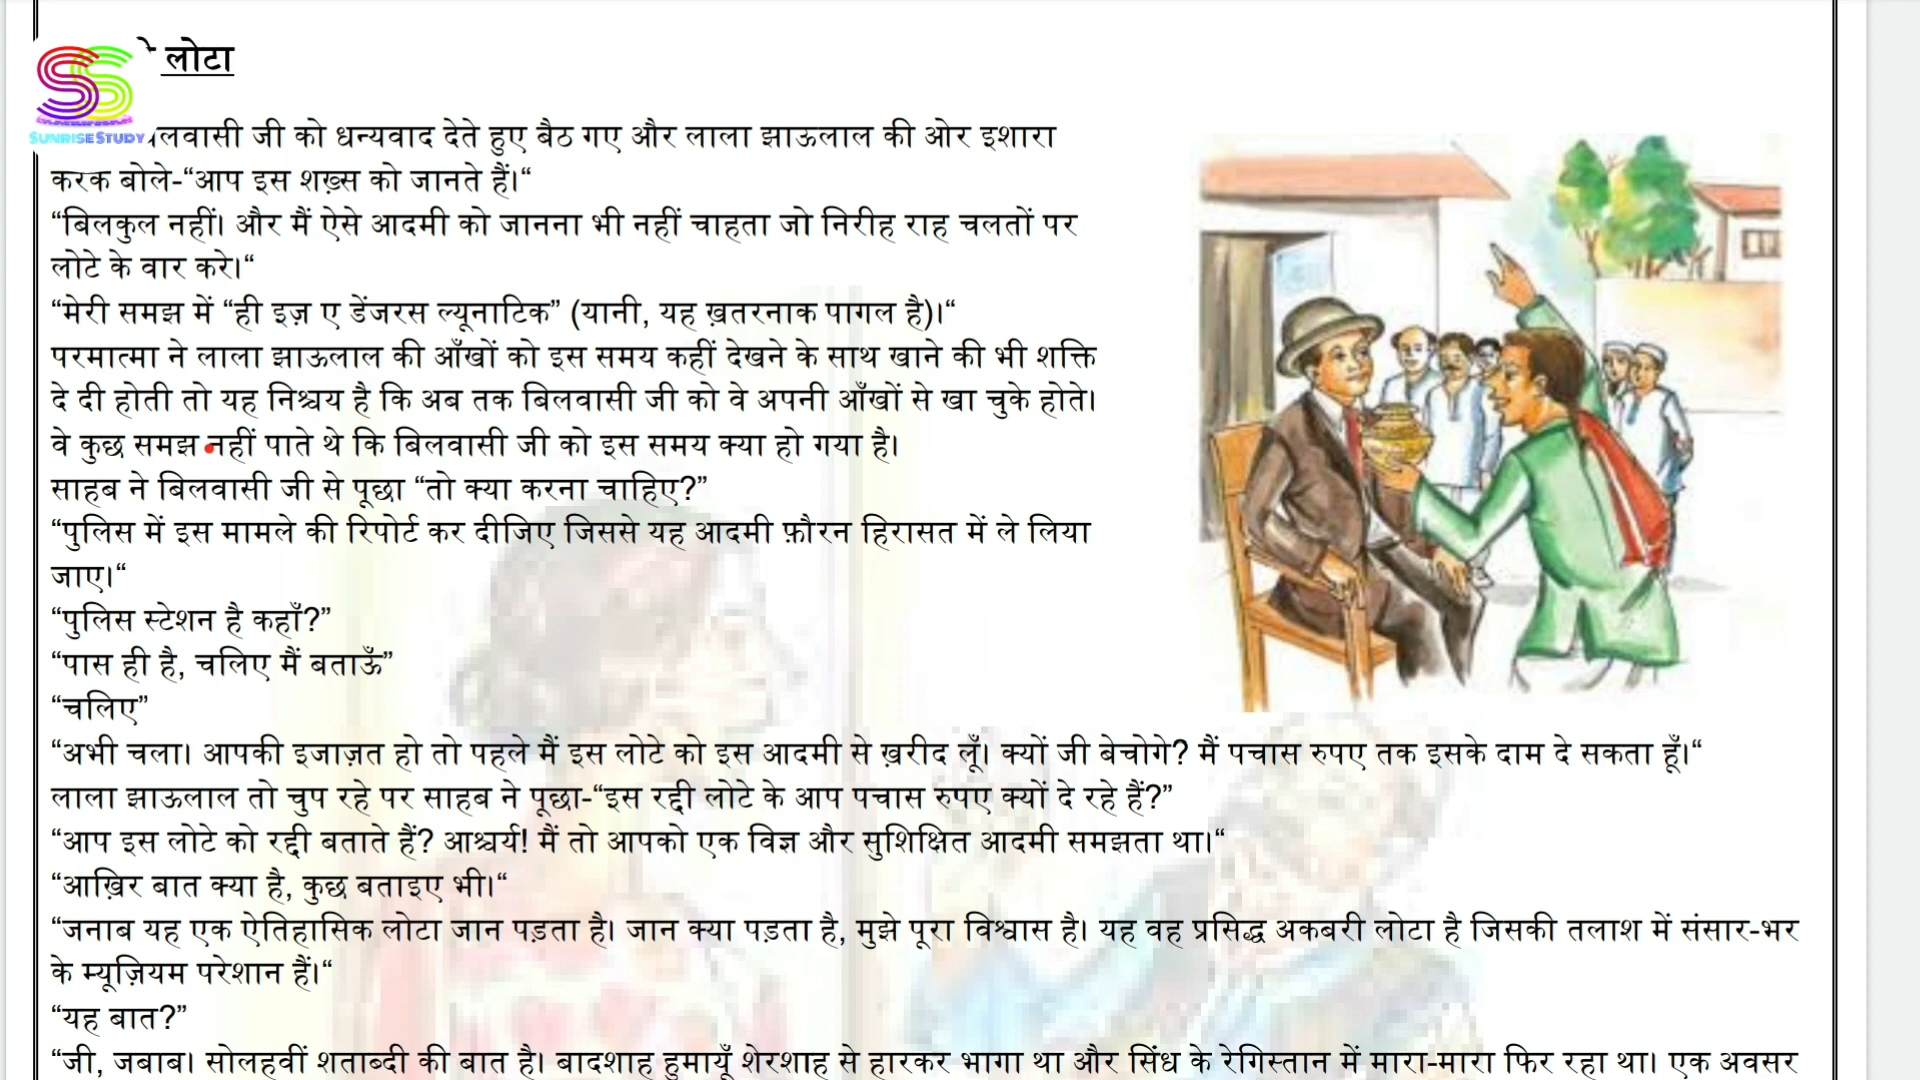 लोटा
SUNRISE STUDY
लवासी जी को धन्यवाद देते हुए बैठ गए और लाला झाऊलाल की ओर इशारा
करक बोले-“आप इस शख़्स को जानते हैं।“
“बिलकुल नहीं। और मैं ऐसे आदमी को जानना भी नहीं चाहता जो निरीह राह चलतों पर
लोटे के वार करे।“
“मेरी समझ में “ही इज़ ए डेंजरस ल्यूनाटिक” (यानी, यह ख़तरनाक पागल है)।“
परमात्मा ने लाला झाऊलाल की आँखों को इस समय कहीं देखने के साथ खाने की भी शक्ति
दे दी होती तो यह निश्चय है कि अब तक बिलवासी जी को वे अपनी आँखों से खा चुके होते।
वे कुछ समझ नहीं पाते थे कि बिलवासी जी को इस समय क्या हो गया है।
साहब ने बिलवासी जी से पूछा “तो क्या करना चाहिए?”
“पुलिस में इस मामले की रिपोर्ट कर दीजिए जिससे यह आदमी फ़ौरन हिरासत में ले लिया
जाए।“
“पुलिस स्टेशन है कहाँ?”
“पास ही है, चलिए मैं बताऊँ”
“चलिए”
“अभी चला। आपकी इजाज़त हो तो पहले मैं इस लोटे को इस आदमी से ख़रीद लूँ। क्यों जी बेचोगे? मैं पचास रुपए तक इसके दाम दे सकता हूँ।“
लाला झाऊलाल तो चुप रहे पर साहब ने पूछा-“इस रद्दी लोटे के आप पचास रुपए क्यों दे रहे हैं?”
“आप इस लोटे को रद्दी बताते हैं? आश्चर्य! मैं तो आपको एक विज्ञ और सुशिक्षित आदमी समझता था।“
“आख़िर बात क्या है, कुछ बताइए भी।“
“जनाब यह एक ऐतिहासिक लोटा जान पड़ता है। जान क्या पड़ता है, मुझे पूरा विश्वास है। यह वह प्रसिद्ध अकबरी लोटा है जिसकी तलाश में संसार-भर
के म्यूज़ियम परेशान हैं।“
“यह बात?”
“जी, जबाब। सोलहवीं शताब्दी की बात है। बादशाह हुमायूँ शेरशाह से हारकर भागा था और सिंध के रेगिस्तान में मारा-मारा फिर रहा था। एक अवसर